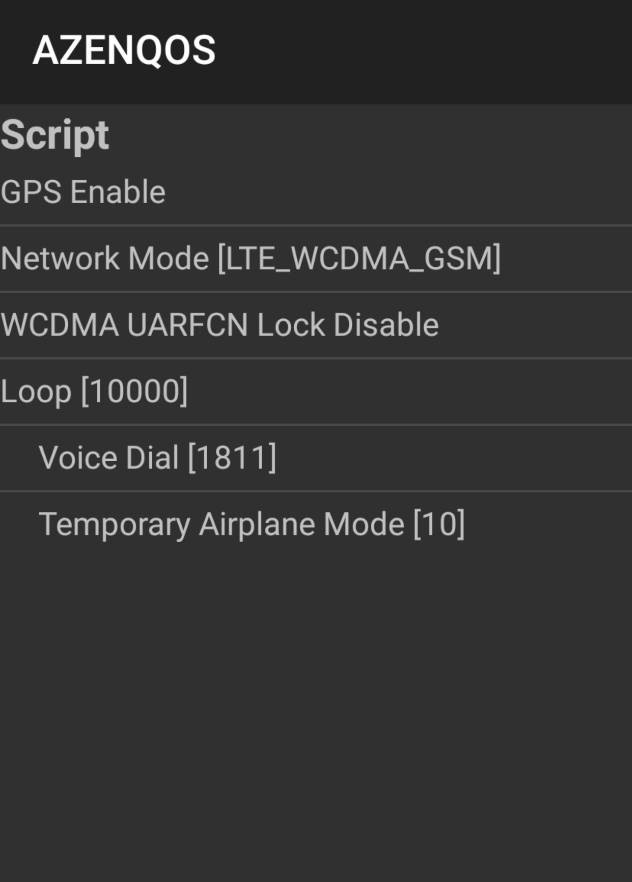 AZENQOS
Script
GPS Enable
Network Mode [LTE_WCDMA_GSM]
WCDMA UARFCN Lock Disable
Loop [10000]
Voice Dial [1811]
Temporary Airplane Mode [10]